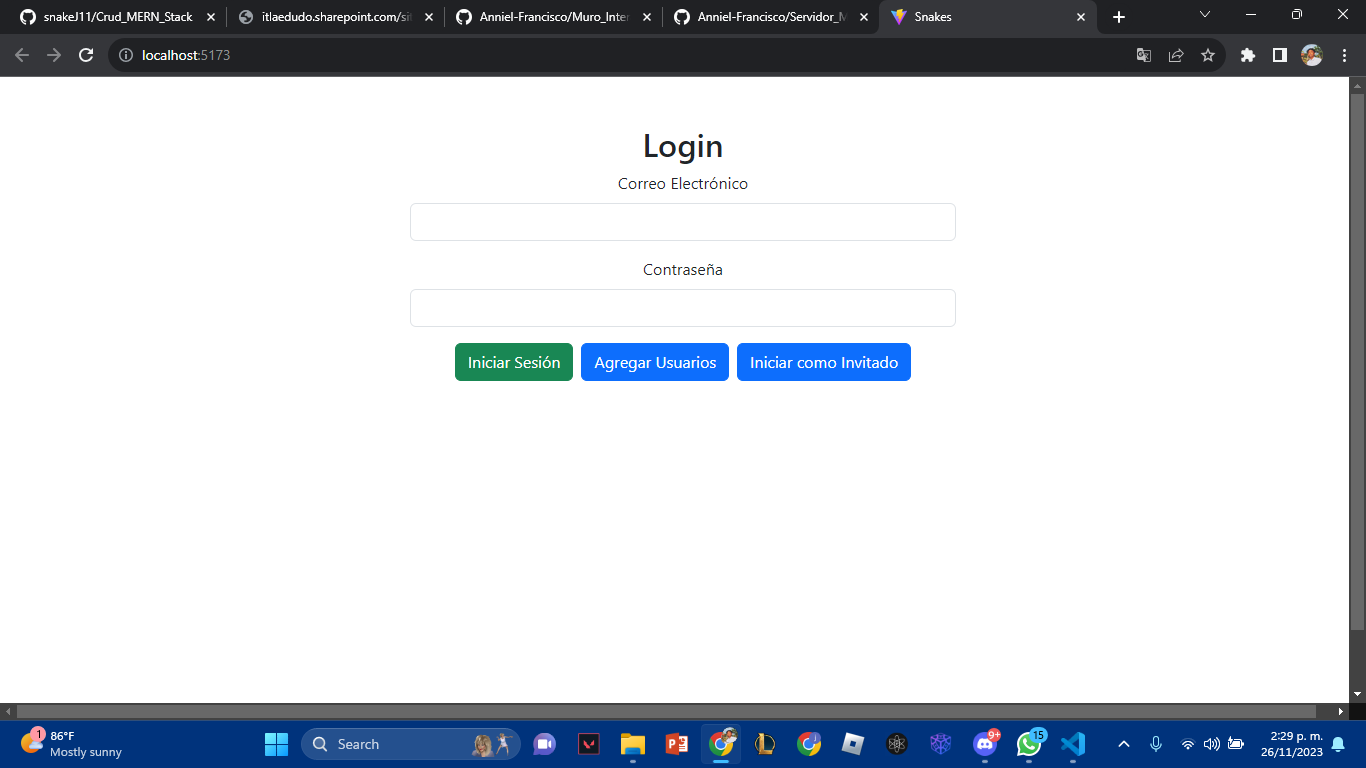 snakeJ11/Crud_MERN_Stack
itlaedudo.sharepoint.com/sit
Anniel-Francisco/Muro_Inter
Anniel-Francisco/Servidor_M
Snakes
localhost:5173
Login
Correo Electrónico
Contraseña
Iniciar Sesión
Agregar Usuarios
Iniciar como Invitado
1
86°F
Mostly sunny
Search
9+
15
2:29 p. m.
26/11/2023